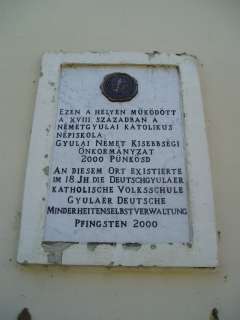 EZEN A HELYEN MŰKÖDÖTT
A XVIII SZÁZADBAN A
NÉMETGYULAI KATOLIKUS
NÉPISKOLA
GYULAI NÉMET KISEBBSÉGI
ÖNKORMÁNYZAT
2000 PÜNKÖSD
AN DIESEM ORT EXISTIERTE
IM 18 JH DIE DEUTSCHGYULAER
KATHOLISCHE VOLKSSCHULE
GYULAER DEUTSCHE
MINDERHEITENSELBSTVERWALTUNG
PFINGSTEN 2000